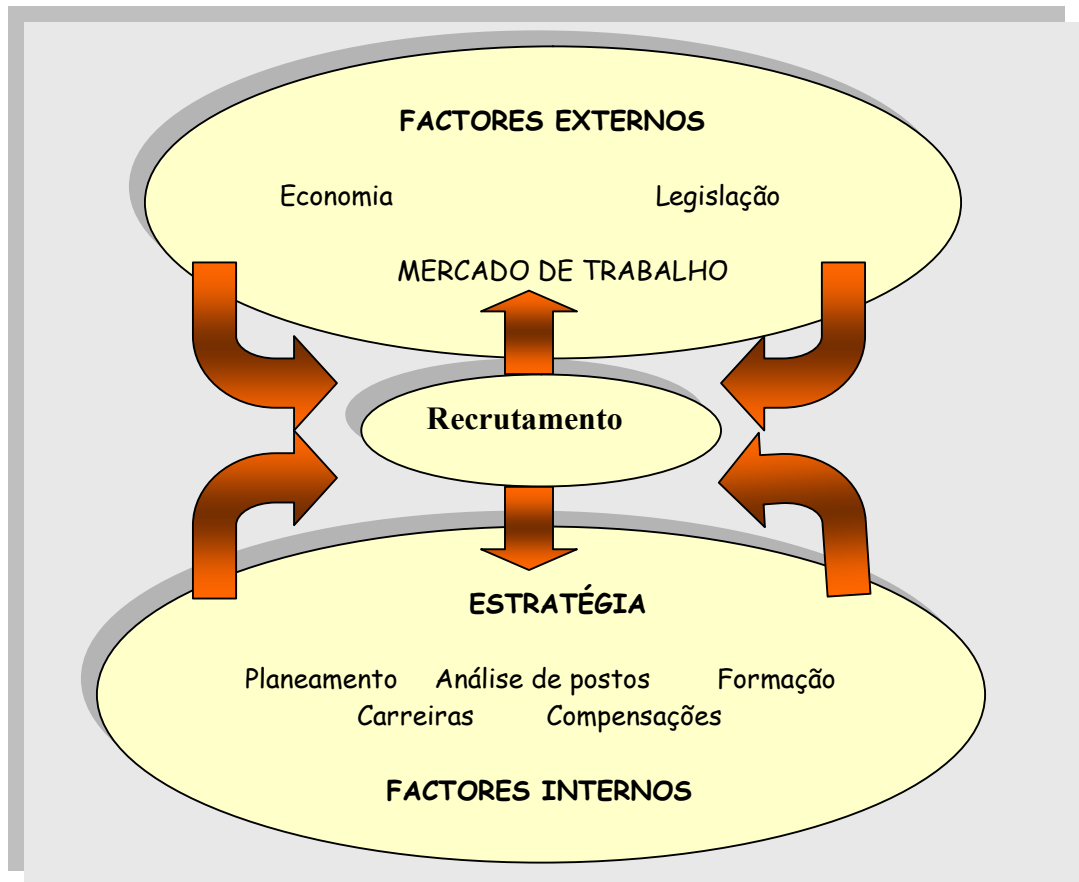 FACTORES EXTERNOS
Economia Legislação
MERCADO DE TRABALHO
Recrutamento
ESTRATÉGIA
Planeamento Análise de postos Formação
Carreiras Compensações
FACTORES INTERNOS